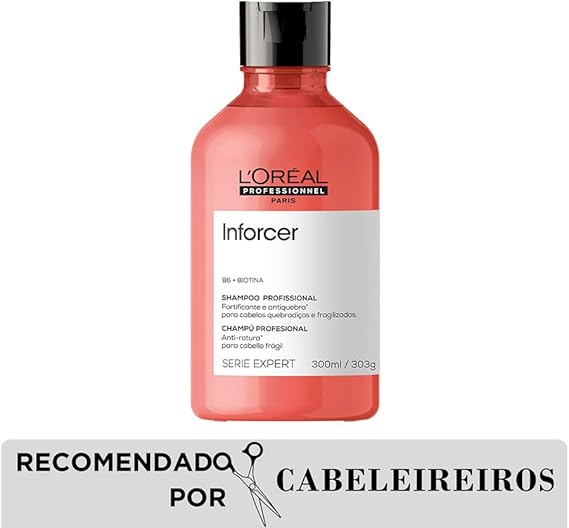 L'ORÉAL
PROFESSIONNEL
PARIS
Inforcer
B6 + BIOTINA
SHAMPOO PROFISSIONAL
Fortificante e antiquebra*
para cabelos quebradiços e fragilizados.
CHAMPÚ PROFESIONAL
Anti-rotura*
para cabello frágil
SERIE EXPERT 300ml / 303g
RECOMENDADO
POR CABELEIREIROS